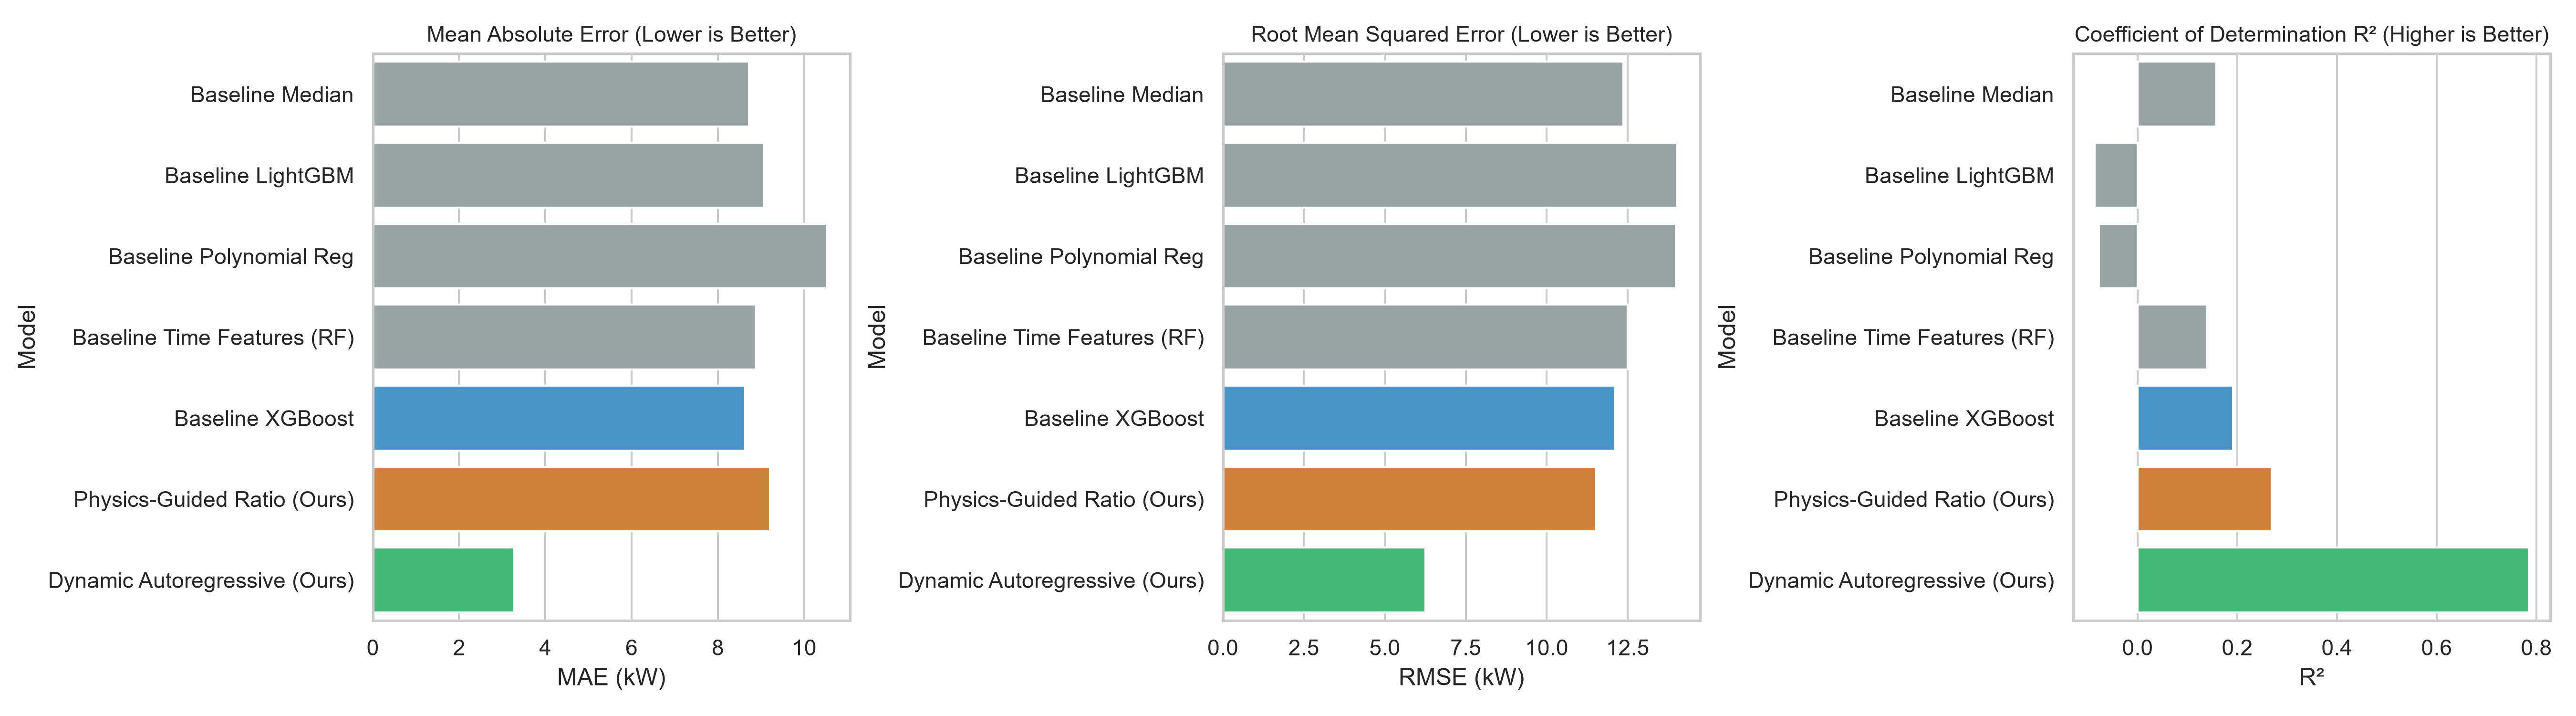 Mean Absolute Error (Lower is Better)
Model
Baseline Median
Baseline LightGBM
Baseline Polynomial Reg
Baseline Time Features (RF)
Baseline XGBoost
Physics-Guided Ratio (Ours)
Dynamic Autoregressive (Ours)
0 2 4 6 8 10
MAE (kW)
Root Mean Squared Error (Lower is Better)
Model
Baseline Median
Baseline LightGBM
Baseline Polynomial Reg
Baseline Time Features (RF)
Baseline XGBoost
Physics-Guided Ratio (Ours)
Dynamic Autoregressive (Ours)
0.0 2.5 5.0 7.5 10.0 12.5
RMSE (kW)
Coefficient of Determination R² (Higher is Better)
Model
Baseline Median
Baseline LightGBM
Baseline Polynomial Reg
Baseline Time Features (RF)
Baseline XGBoost
Physics-Guided Ratio (Ours)
Dynamic Autoregressive (Ours)
0.0 0.2 0.4 0.6 0.8
R²